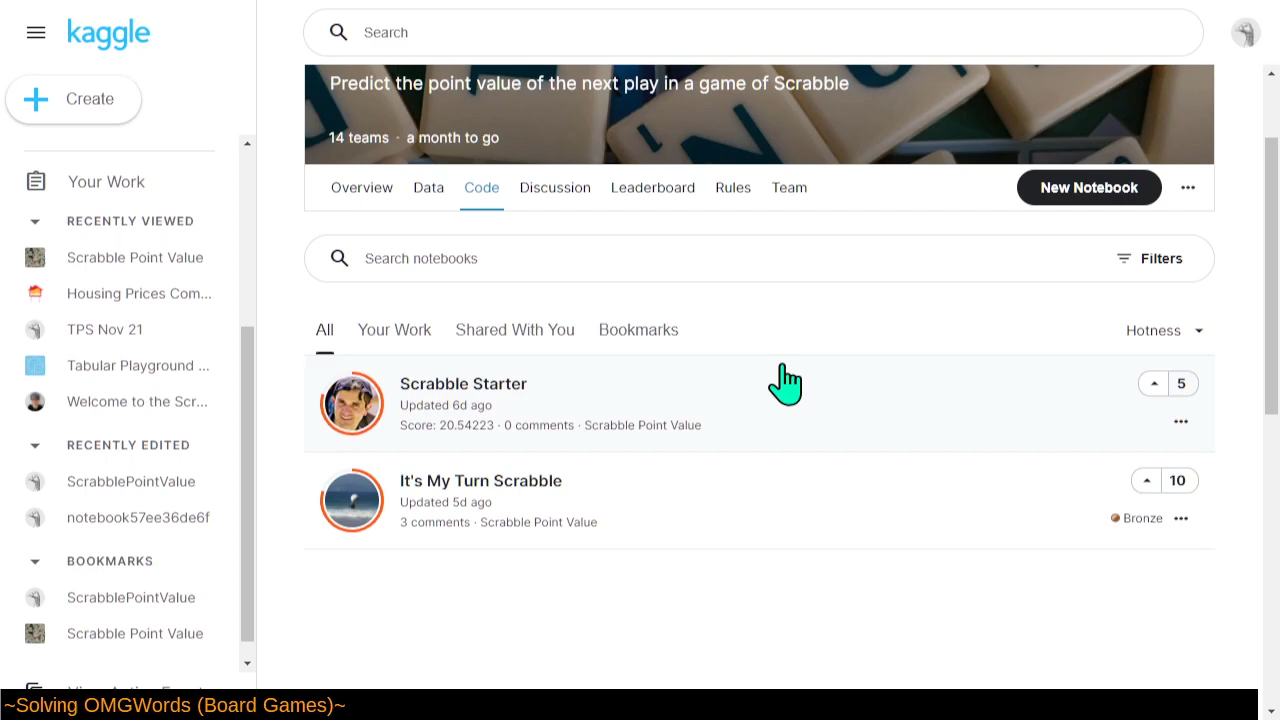 kaggle
Search
Create
Predict the point value of the next play in a game of Scrabble
14 teams · a month to go
Overview Data Code Discussion Leaderboard Rules Team New Notebook
Your Work
RECENTLY VIEWED
Scrabble Point Value
Housing Prices Com...
TPS Nov 21
Tabular Playground ...
Welcome to the Scr...
RECENTLY EDITED
ScrabblePointValue
notebook57ee36de6f
BOOKMARKS
ScrabblePointValue
Scrabble Point Value
Search notebooks
Filters
All Your Work Shared With You Bookmarks Hotness
Scrabble Starter
5
Updated 6d ago
Score: 20.54223 · 0 comments · Scrabble Point Value
It's My Turn Scrabble
10
Updated 5d ago
3 comments · Scrabble Point Value
Bronze
~Solving OMGWords (Board Games)~